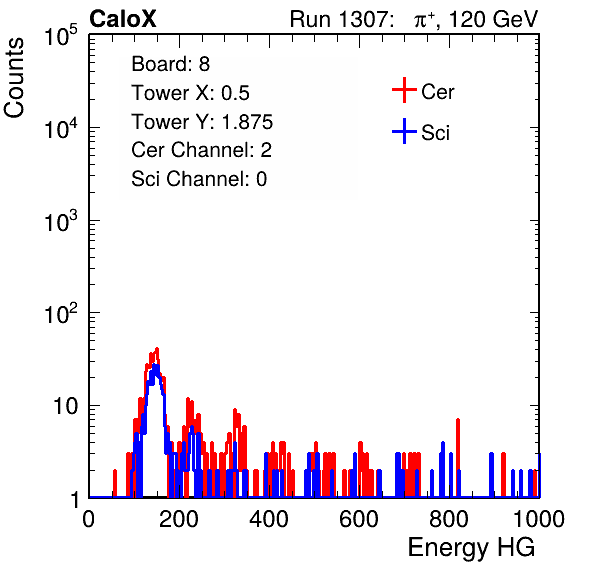 CaloX Run 1307: π⁺, 120 GeV
Counts
10⁵
10⁴
10³
10²
10
1
Board: 8
Tower X: 0.5
Tower Y: 1.875
Cer Channel: 2
Sci Channel: 0
Cer
Sci
0 200 400 600 800 1000
Energy HG